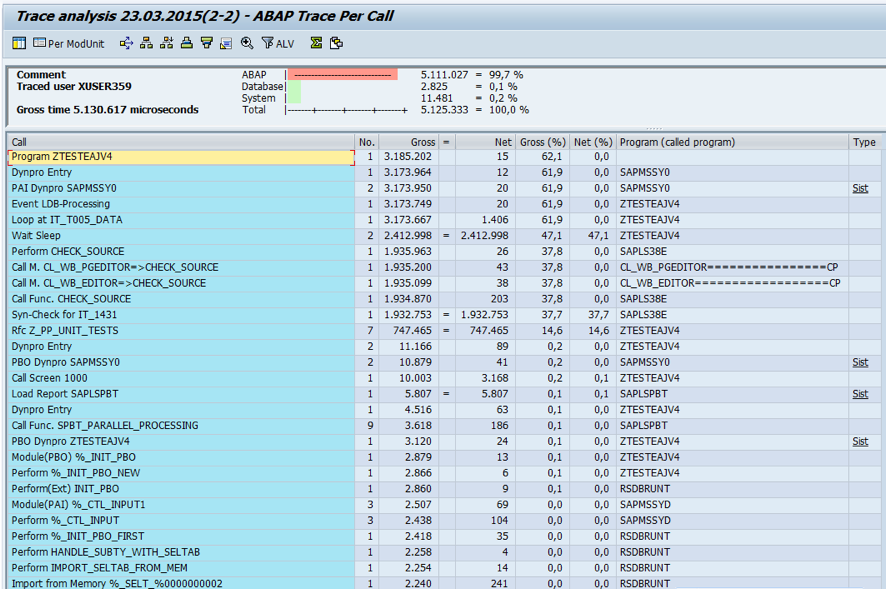 Trace analysis 23.03.2015(2-2) - ABAP Trace Per Call
Per ModUnit ALV
Comment ABAP |------------------------------ 5.111.027 = 99,7 %
Traced user XUSER359 Database| 2.825 = 0,1 %
System | 11.481 = 0,2 %
Gross time 5.130.617 microseconds Total |-------+-------+-------+-------+ 5.125.333 = 100,0 %
Call No. Gross = Net Gross (%) Net (%) Program (called program) Type
Program ZTESTEAJV4 1 3.185.202 15 62,1 0,0
Dynpro Entry 1 3.173.964 12 61,9 0,0 SAPMSSY0
PAI Dynpro SAPMSSY0 2 3.173.950 20 61,9 0,0 SAPMSSY0 Sist
Event LDB-Processing 1 3.173.749 20 61,9 0,0 ZTESTEAJV4
Loop at IT_T005_DATA 1 3.173.667 1.406 61,9 0,0 ZTESTEAJV4
Wait Sleep 2 2.412.998 = 2.412.998 47,1 47,1 ZTESTEAJV4
Perform CHECK_SOURCE 1 1.935.963 26 37,8 0,0 SAPLS38E
Call M. CL_WB_PGEDITOR=>CHECK_SOURCE 1 1.935.200 43 37,8 0,0 CL_WB_PGEDITOR================CP
Call M. CL_WB_EDITOR=>CHECK_SOURCE 1 1.935.099 38 37,8 0,0 CL_WB_EDITOR==================CP
Call Func. CHECK_SOURCE 1 1.934.870 203 37,8 0,0 SAPLS38E
Syn-Check for IT_1431 1 1.932.753 = 1.932.753 37,7 37,7 SAPLS38E
Rfc Z_PP_UNIT_TESTS 7 747.465 = 747.465 14,6 14,6 ZTESTEAJV4
Dynpro Entry 2 11.166 89 0,2 0,0 ZTESTEAJV4
PBO Dynpro SAPMSSY0 2 10.879 41 0,2 0,0 SAPMSSY0 Sist
Call Screen 1000 1 10.003 3.168 0,2 0,1 ZTESTEAJV4
Load Report SAPLSPBT 1 5.807 = 5.807 0,1 0,1 SAPLSPBT Sist
Dynpro Entry 1 4.516 63 0,1 0,0 ZTESTEAJV4
Call Func. SPBT_PARALLEL_PROCESSING 9 3.618 186 0,1 0,0 SAPLSPBT
PBO Dynpro ZTESTEAJV4 1 3.120 24 0,1 0,0 ZTESTEAJV4 Sist
Module(PBO) %_INIT_PBO 1 2.879 13 0,1 0,0 ZTESTEAJV4
Perform %_INIT_PBO_NEW 1 2.866 6 0,1 0,0 ZTESTEAJV4
Perform(Ext) INIT_PBO 1 2.860 9 0,1 0,0 RSDBRUNT
Module(PAI) %_CTL_INPUT1 3 2.507 69 0,0 0,0 SAPMSSYD
Perform %_CTL_INPUT 3 2.438 104 0,0 0,0 SAPMSSYD
Perform %_INIT_PBO_FIRST 1 2.418 35 0,0 0,0 RSDBRUNT
Perform HANDLE_SUBTY_WITH_SELTAB 1 2.258 4 0,0 0,0 RSDBRUNT
Perform IMPORT_SELTAB_FROM_MEM 1 2.254 14 0,0 0,0 RSDBRUNT
Import from Memory %_SELT_%0000000002 1 2.240 241 0,0 0,0 RSDBRUNT